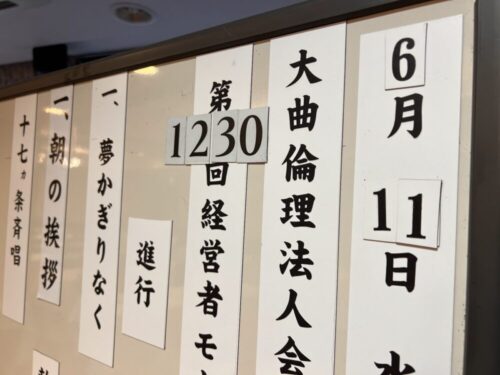 6月11日 水
大曲倫理法人会
第1230回経営者モ
進行
一、夢かぎりなく
一、朝の挨拶
十七ヵ条斉唱